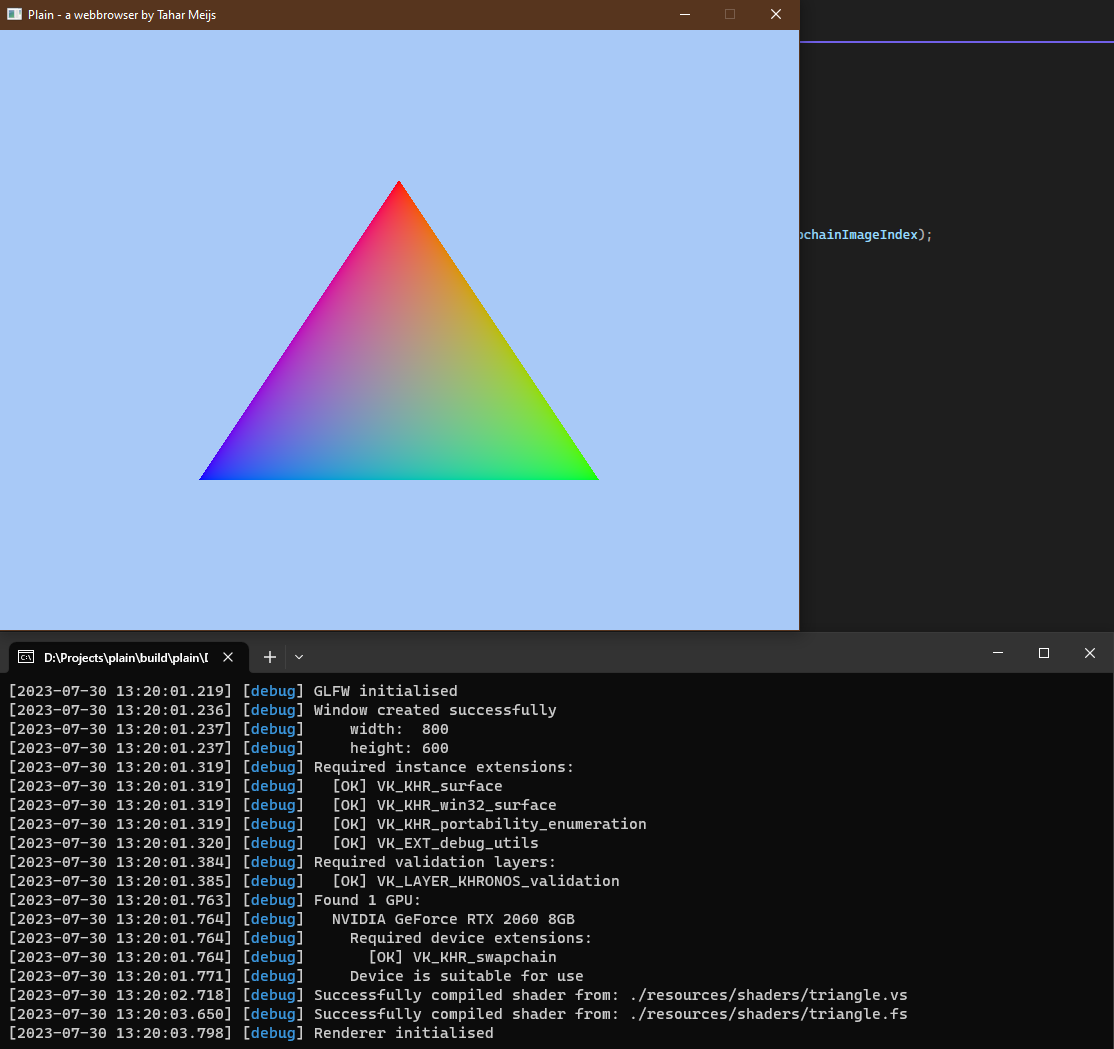 Plain - a webbrowser by Tahar Meijs
chainImageIndex);
D:\Projects\plain\build\plain\
[2023-07-30 13:20:01.219] [debug] GLFW initialised
[2023-07-30 13:20:01.236] [debug] Window created successfully
[2023-07-30 13:20:01.237] [debug]     width:  800
[2023-07-30 13:20:01.237] [debug]     height: 600
[2023-07-30 13:20:01.319] [debug] Required instance extensions:
[2023-07-30 13:20:01.319] [debug]   [OK] VK_KHR_surface
[2023-07-30 13:20:01.319] [debug]   [OK] VK_KHR_win32_surface
[2023-07-30 13:20:01.319] [debug]   [OK] VK_KHR_portability_enumeration
[2023-07-30 13:20:01.320] [debug]   [OK] VK_EXT_debug_utils
[2023-07-30 13:20:01.384] [debug] Required validation layers:
[2023-07-30 13:20:01.385] [debug]   [OK] VK_LAYER_KHRONOS_validation
[2023-07-30 13:20:01.763] [debug] Found 1 GPU:
[2023-07-30 13:20:01.764] [debug]   NVIDIA GeForce RTX 2060 8GB
[2023-07-30 13:20:01.764] [debug]     Required device extensions:
[2023-07-30 13:20:01.764] [debug]       [OK] VK_KHR_swapchain
[2023-07-30 13:20:01.771] [debug]     Device is suitable for use
[2023-07-30 13:20:02.718] [debug] Successfully compiled shader from: ./resources/shaders/triangle.vs
[2023-07-30 13:20:03.650] [debug] Successfully compiled shader from: ./resources/shaders/triangle.fs
[2023-07-30 13:20:03.798] [debug] Renderer initialised